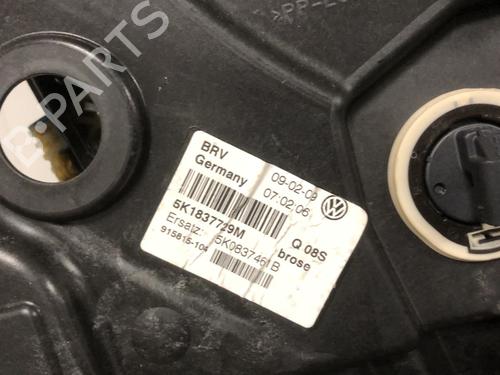 BRV 09-02-09
Germany 07:02:06
5K1837729M Q 08S
Ersatz: 5K0837461B brose
915815-104
B-PARTS